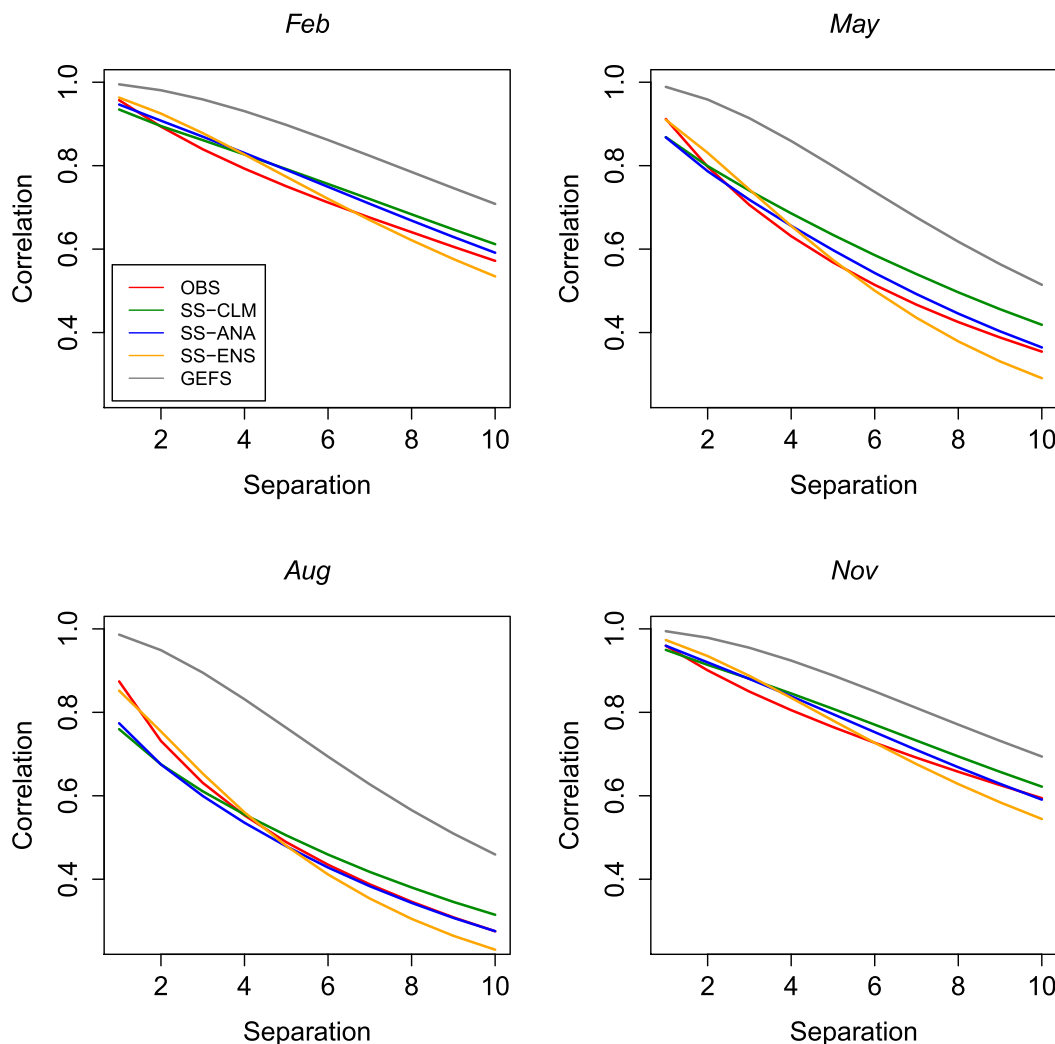 Feb
Correlation
1.0
0.8
0.6
0.4
OBS
SS−CLM
SS−ANA
SS−ENS
GEFS
2 4 6 8 10
Separation
May
Correlation
1.0
0.8
0.6
0.4
2 4 6 8 10
Separation
Aug
Correlation
1.0
0.8
0.6
0.4
2 4 6 8 10
Separation
Nov
Correlation
1.0
0.8
0.6
0.4
2 4 6 8 10
Separation